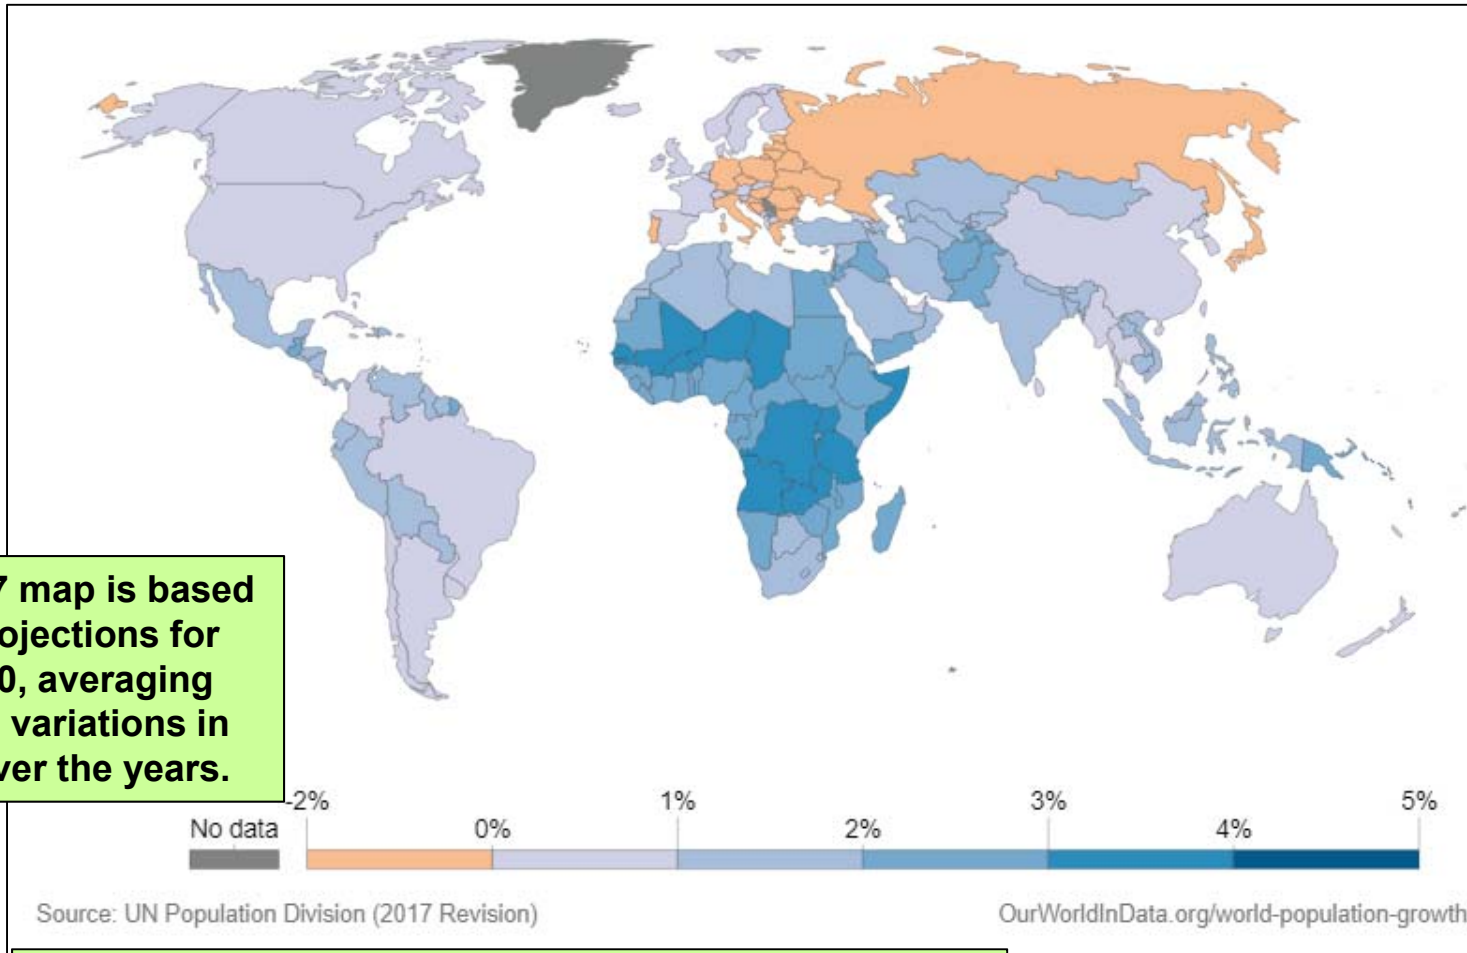 7 map is based
ojections for
0, averaging
variations in
ver the years.
-2% 1% 3% 5%
No data 0% 2% 4%
Source: UN Population Division (2017 Revision)
OurWorldInData.org/world-population-growth